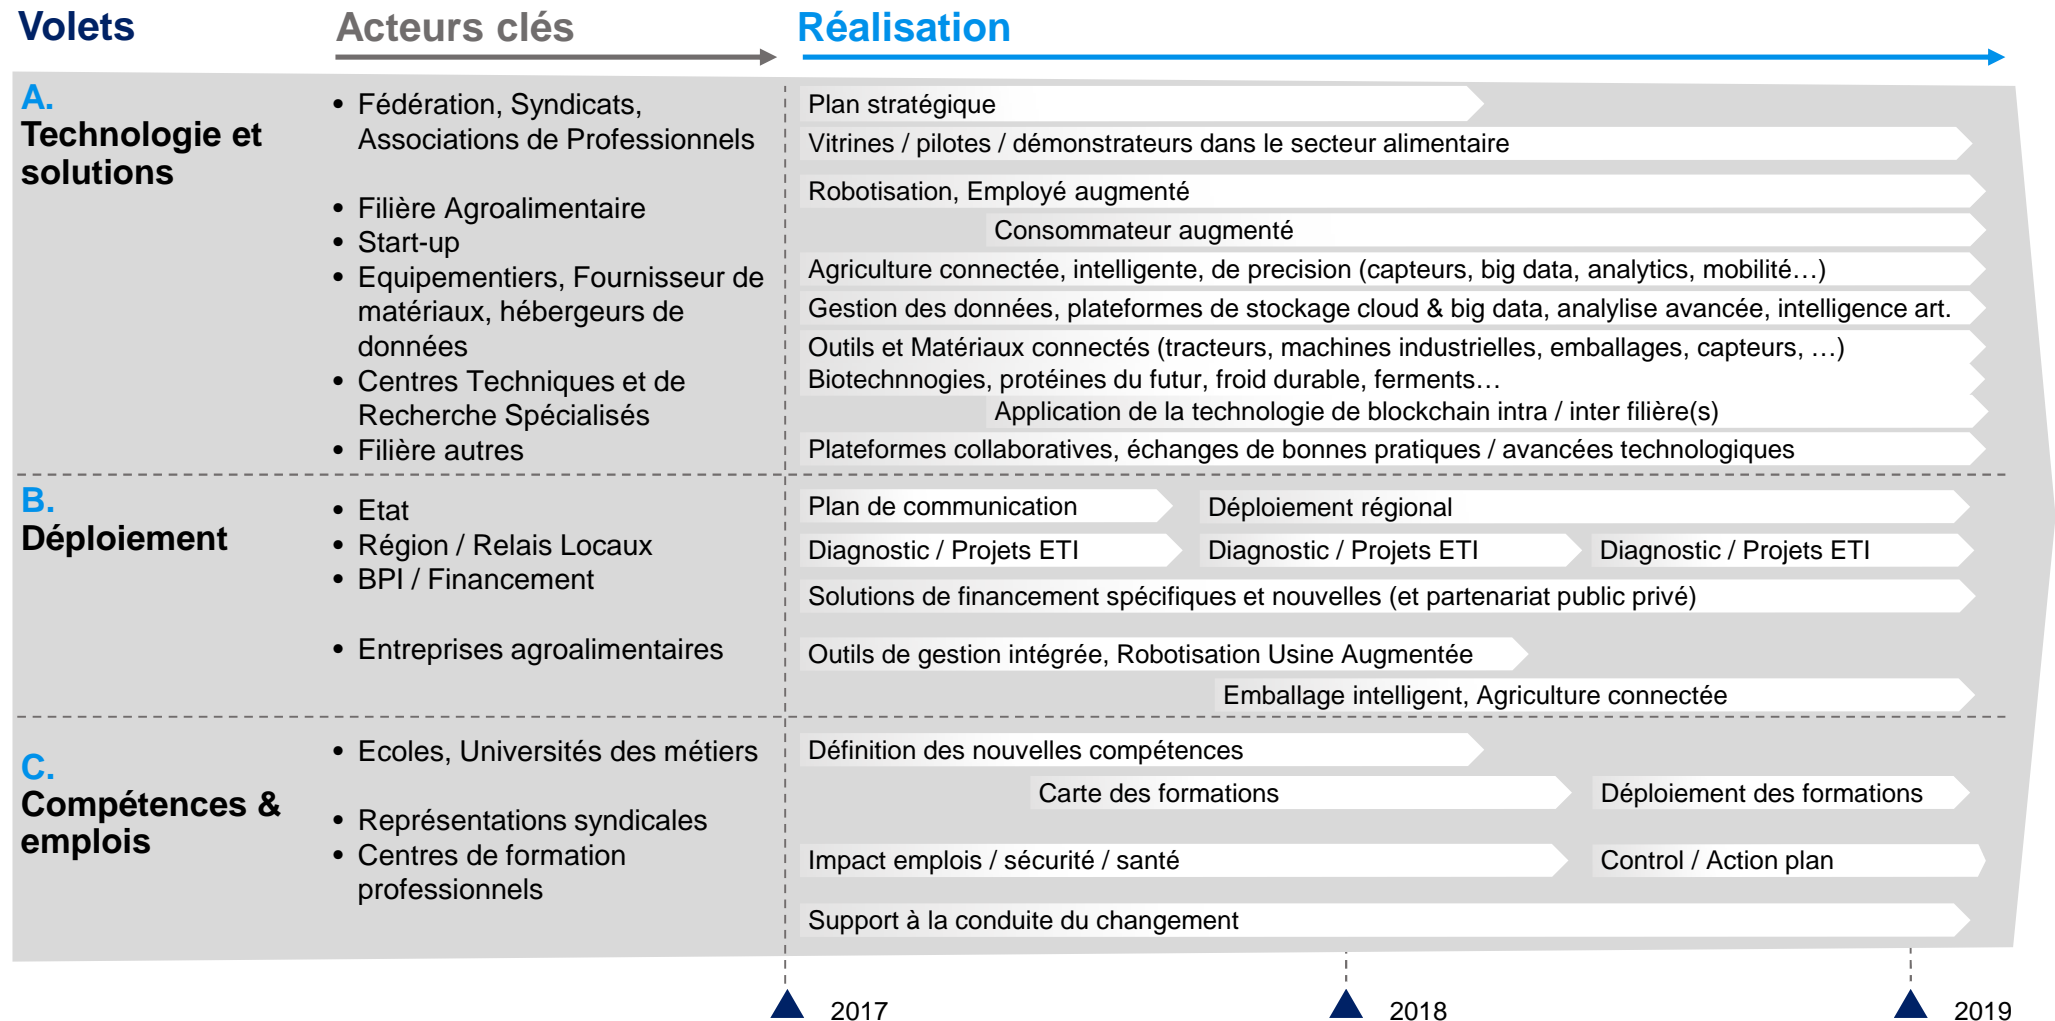 Volets
Acteurs clés
Réalisation
A.
Technologie et
solutions
• Fédération, Syndicats,
Associations de Professionnels
• Filière Agroalimentaire
• Start-up
• Equipementiers, Fournisseur de
matériaux, hébergeurs de
données
• Centres Techniques et de
Recherche Spécialisés
• Filière autres
Plan stratégique
Vitrines / pilotes / démonstrateurs dans le secteur alimentaire
Robotisation, Employé augmenté
Consommateur augmenté
Agriculture connectée, intelligente, de precision (capteurs, big data, analytics, mobilité…)
Gestion des données, plateformes de stockage cloud & big data, analylise avancée, intelligence art.
Outils et Matériaux connectés (tracteurs, machines industrielles, emballages, capteurs, …)
Biotechnnogies, protéines du futur, froid durable, ferments…
Application de la technologie de blockchain intra / inter filière(s)
Plateformes collaboratives, échanges de bonnes pratiques / avancées technologiques
B.
Déploiement
• Etat
• Région / Relais Locaux
• BPI / Financement
• Entreprises agroalimentaires
Plan de communication
Déploiement régional
Diagnostic / Projets ETI
Diagnostic / Projets ETI
Diagnostic / Projets ETI
Solutions de financement spécifiques et nouvelles (et partenariat public privé)
Outils de gestion intégrée, Robotisation Usine Augmentée
Emballage intelligent, Agriculture connectée
C.
Compétences &
emplois
• Ecoles, Universités des métiers
• Représentations syndicales
• Centres de formation
professionnels
Définition des nouvelles compétences
Carte des formations
Déploiement des formations
Impact emplois / sécurité / santé
Control / Action plan
Support à la conduite du changement
2017
2018
2019